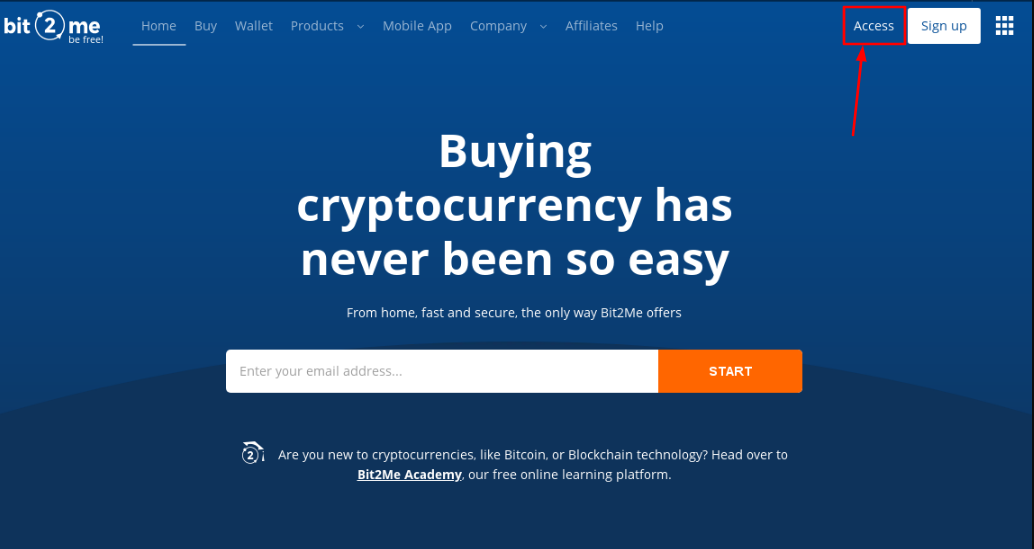 bit 2 me
be free!
Home Buy Wallet Products Mobile App Company Affiliates Help Access Sign up
Buying
cryptocurrency has
never been so easy
From home, fast and secure, the only way Bit2Me offers
Enter your email address... START
2 Are you new to cryptocurrencies, like Bitcoin, or Blockchain technology? Head over to
Bit2Me Academy, our free online learning platform.